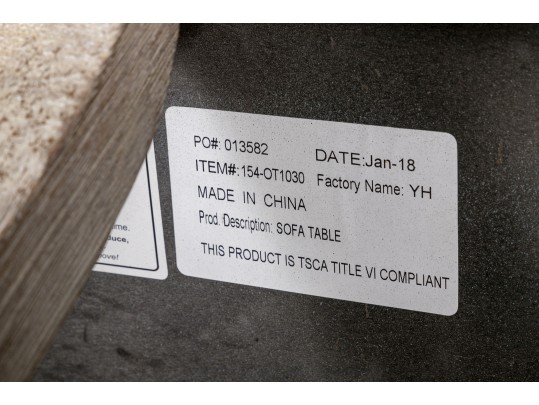 PO#: 013582
DATE:Jan-18
ITEM#:154-OT1030
Factory Name: YH
MADE IN CHINA
Prod. Description: SOFA TABLE
THIS PRODUCT IS TSCA TITLE VI COMPLIANT